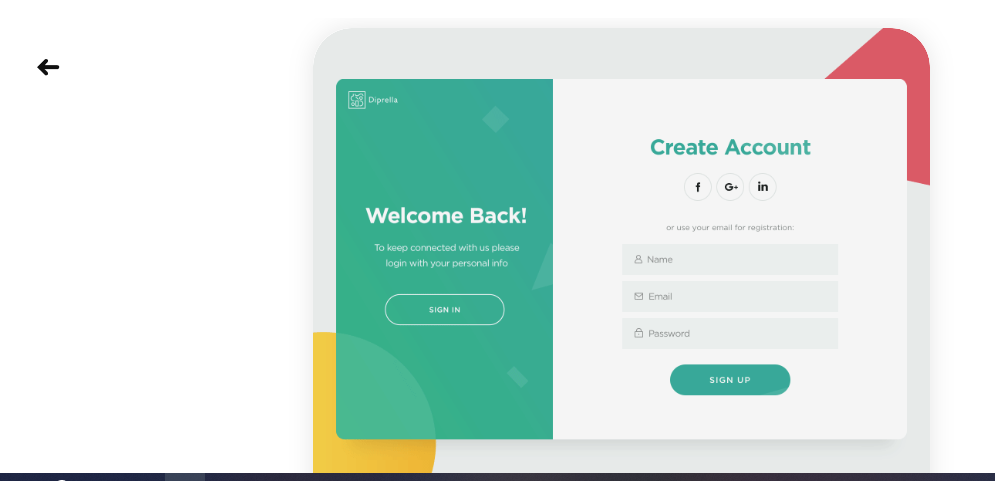 Diprella
Welcome Back!
To keep connected with us please
login with your personal info
SIGN IN
Create Account
f
G+
in
or use your email for registration:
Name
Email
Password
SIGN UP